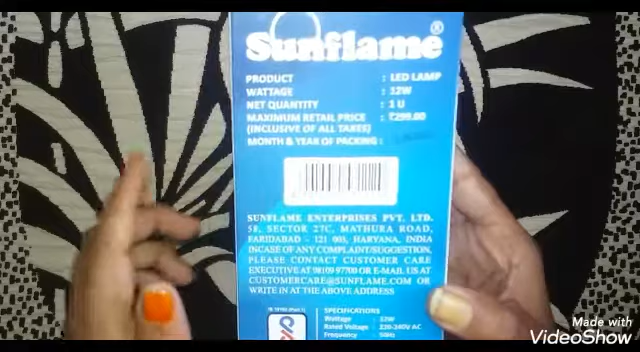 Sunflame®
PRODUCT : LED LAMP
WATTAGE : 32W
NET QUANTITY : 1 U
MAXIMUM RETAIL PRICE : ₹299.00
(INCLUSIVE OF ALL TAXES)
MONTH & YEAR OF PACKING :
SUNFLAME ENTERPRISES PVT. LTD.
58, SECTOR 27C, MATHURA ROAD,
FARIDABAD - 121 003, HARYANA, INDIA
INCASE OF ANY COMPLAINT/SUGGESTION,
PLEASE CONTACT CUSTOMER CARE
EXECUTIVE AT 98109 97700 OR E-MAIL US AT
CUSTOMERCARE@SUNFLAME.COM OR
WRITE IN AT THE ABOVE ADDRESS
SPECIFICATIONS
Wattage : 32W
Rated Voltage : 220-240V AC
Frequency : 50Hz
Made with
VideoShow